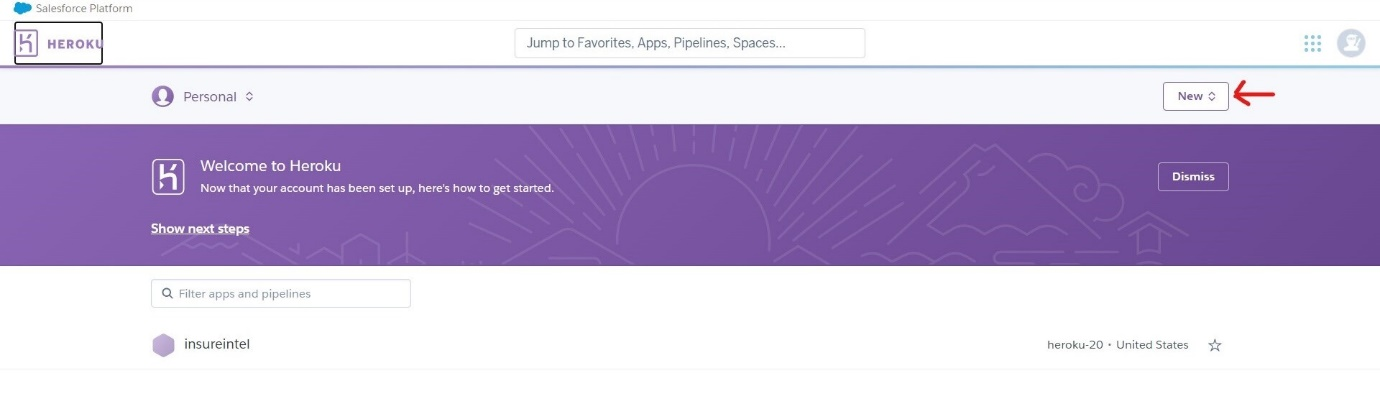 Salesforce Platform
HEROKU
Jump to Favorites, Apps, Pipelines, Spaces...
Personal
New
Welcome to Heroku
Now that your account has been set up, here's how to get started.
Dismiss
Show next steps
Filter apps and pipelines
insureintel
heroku-20 • United States